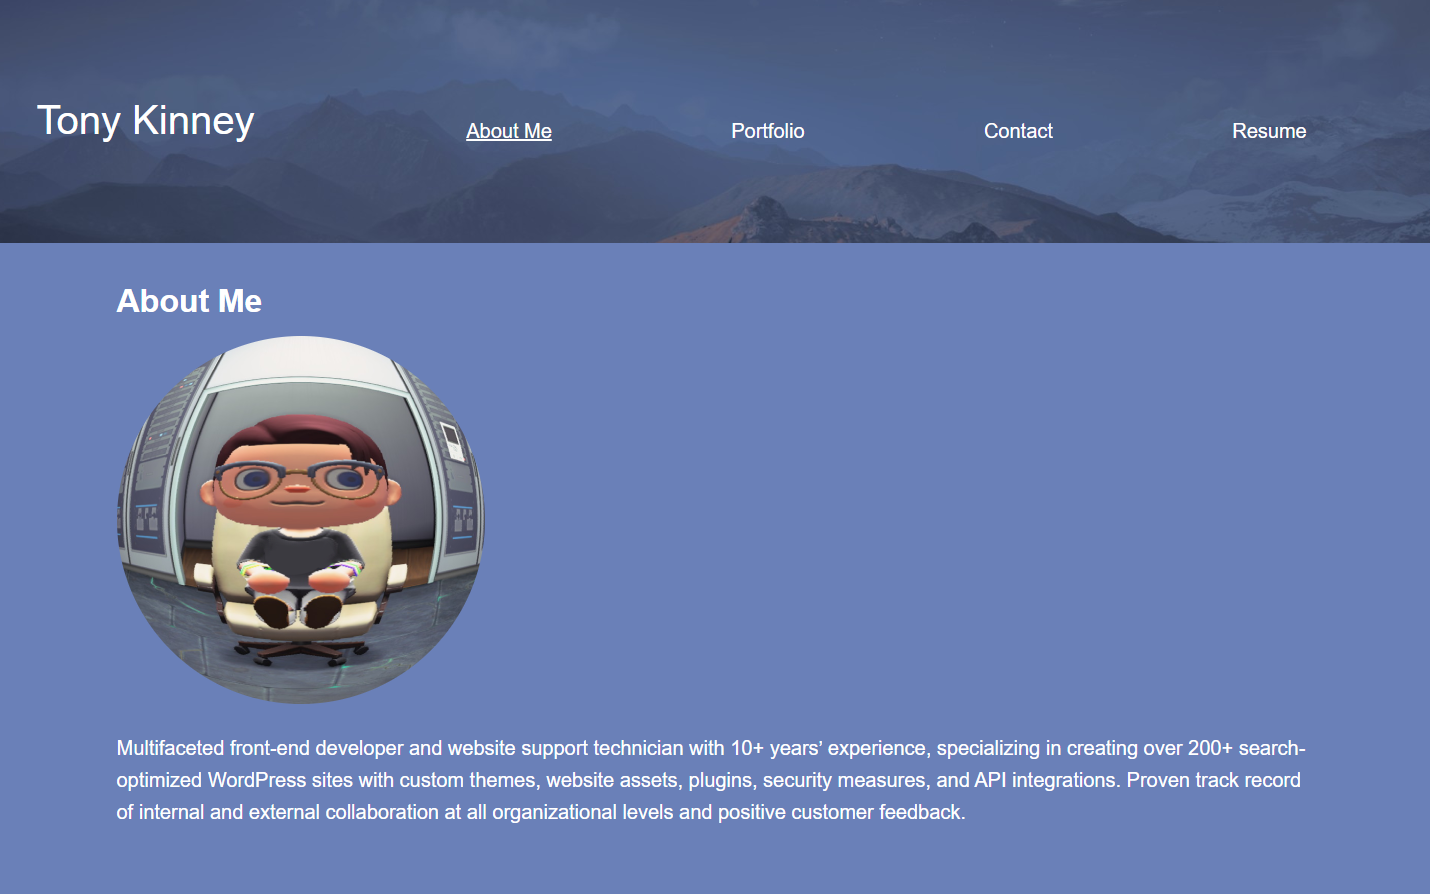 Tony Kinney
About Me
Portfolio
Contact
Resume
About Me
Multifaceted front-end developer and website support technician with 10+ years’ experience, specializing in creating over 200+ search-
optimized WordPress sites with custom themes, website assets, plugins, security measures, and API integrations. Proven track record
of internal and external collaboration at all organizational levels and positive customer feedback.